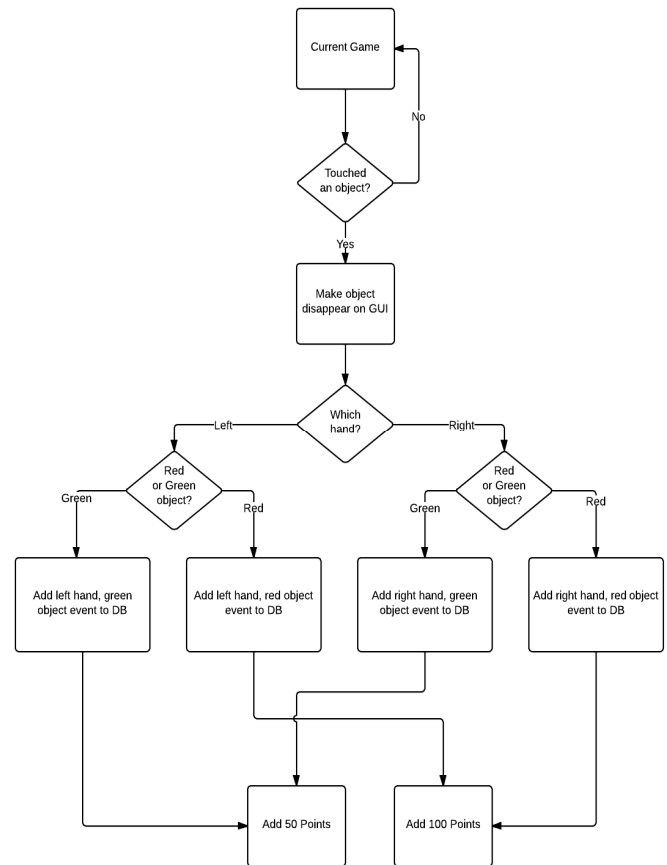 Current Game
No
Touched
an object?
Yes
Make object
disappear on GUI
Which
hand?
Left
Right
Red
or Green
object?
Red
or Green
object?
Green
Red
Green
Red
Add left hand, green
object event to DB
Add left hand, red object
event to DB
Add right hand, green
object event to DB
Add right hand, red object
event to DB
Add 50 Points
Add 100 Points